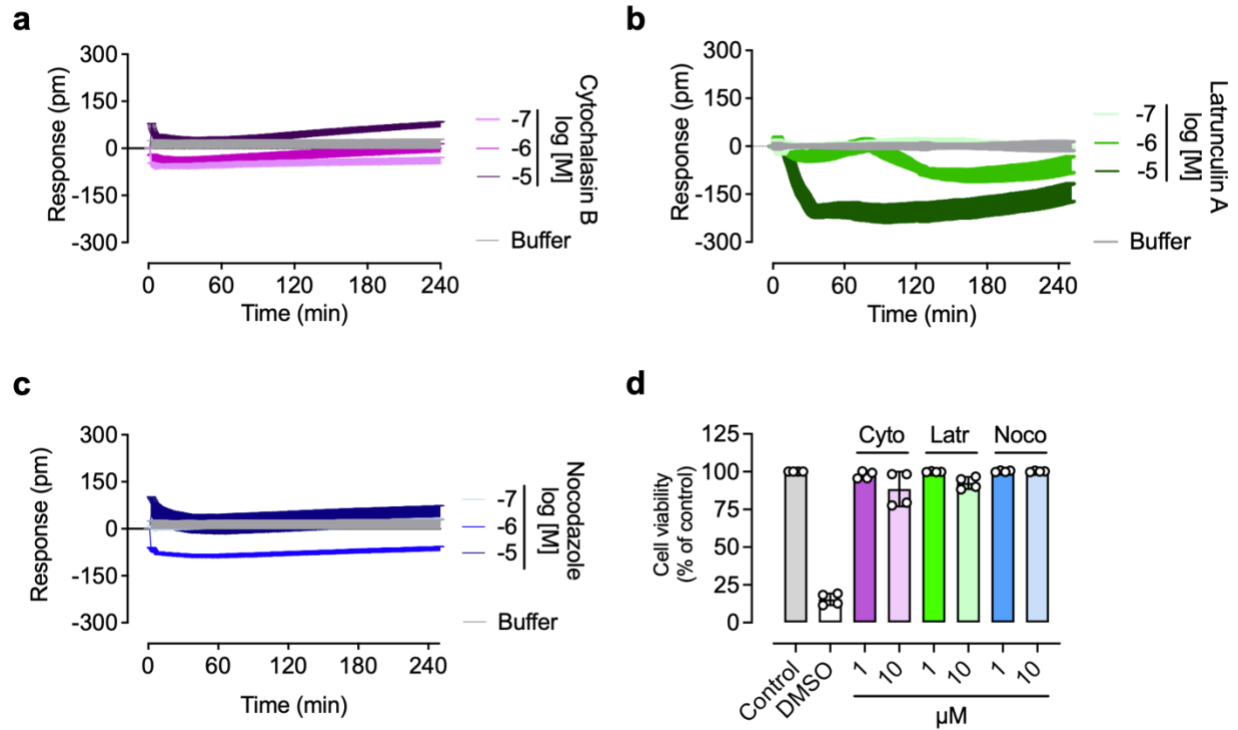 a
300
150
0
-150
-300
Response (pm)
0 60 120 180 240
Time (min)
-7
-6
-5
log [M]
Cytochalasin B
Buffer
b
300
150
0
-150
-300
Response (pm)
0 60 120 180 240
Time (min)
-7
-6
-5
log [M]
Latrunculin A
Buffer
c
300
150
0
-150
-300
Response (pm)
0 60 120 180 240
Time (min)
-7
-6
-5
log [M]
Nocodazole
Buffer
d
Cyto Latr Noco
125
100
75
50
25
0
Cell viability
(% of control)
Control DMSO 1 10 1 10 1 10
μM